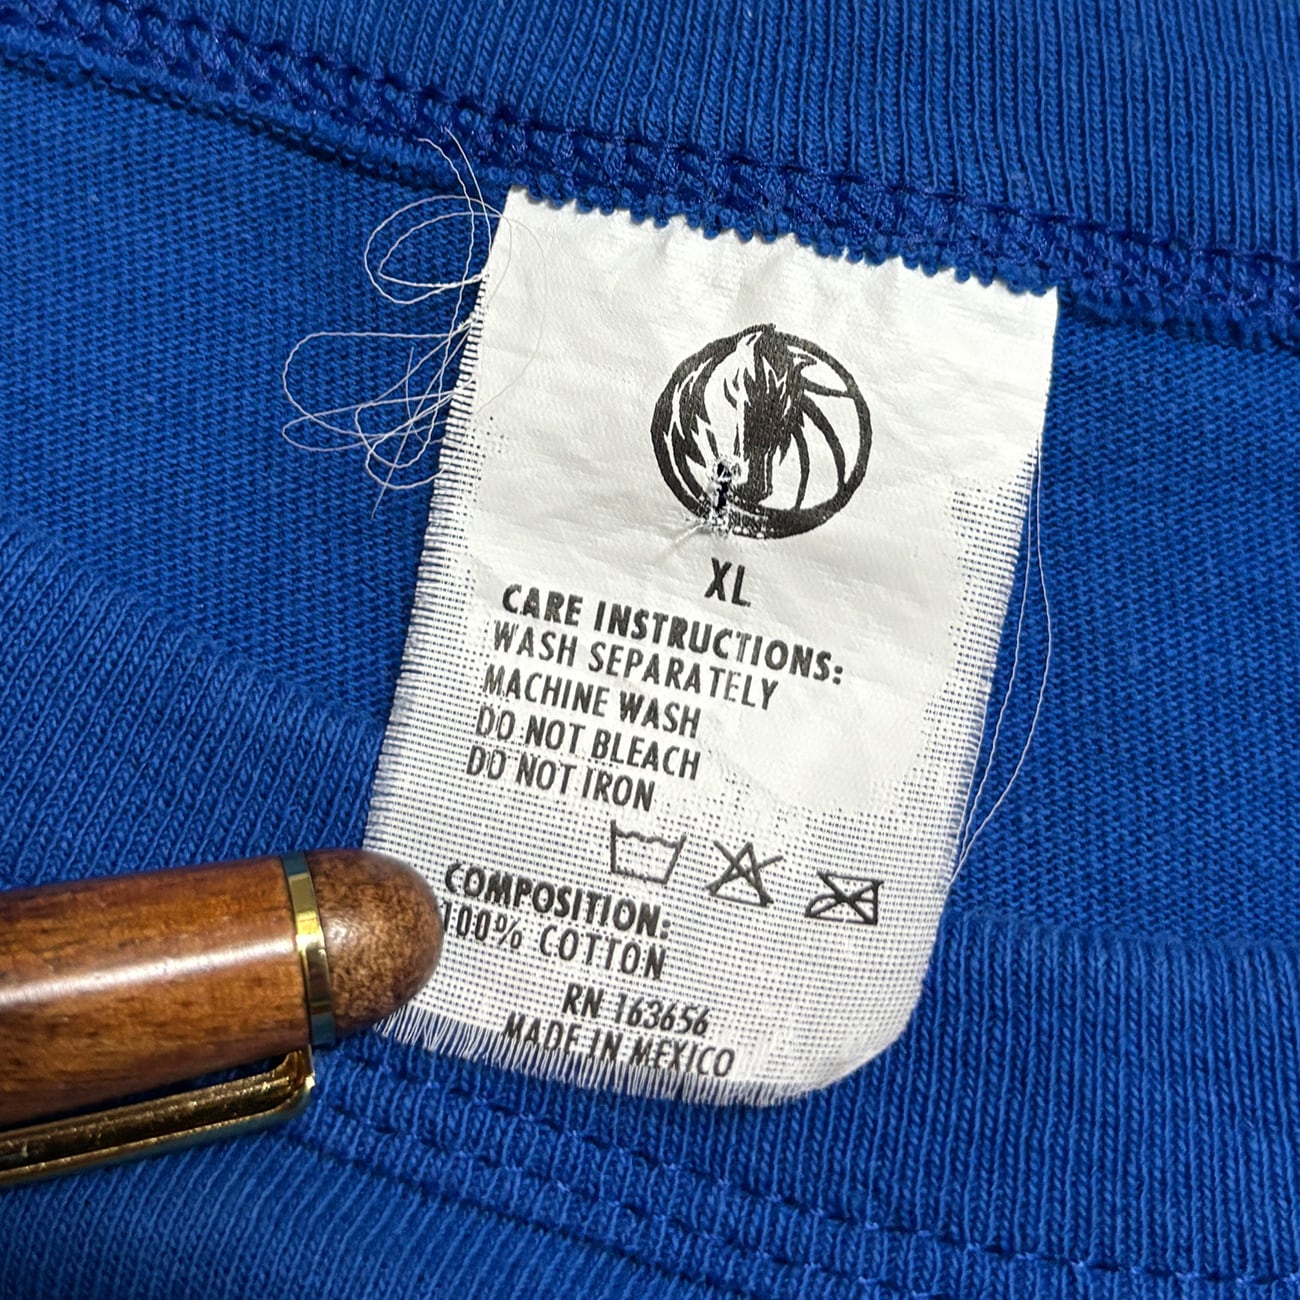 XL
CARE INSTRUCTIONS:
WASH SEPARATELY
MACHINE WASH
DO NOT BLEACH
DO NOT IRON
COMPOSITION:
100% COTTON
RN 163656
MADE IN MEXICO